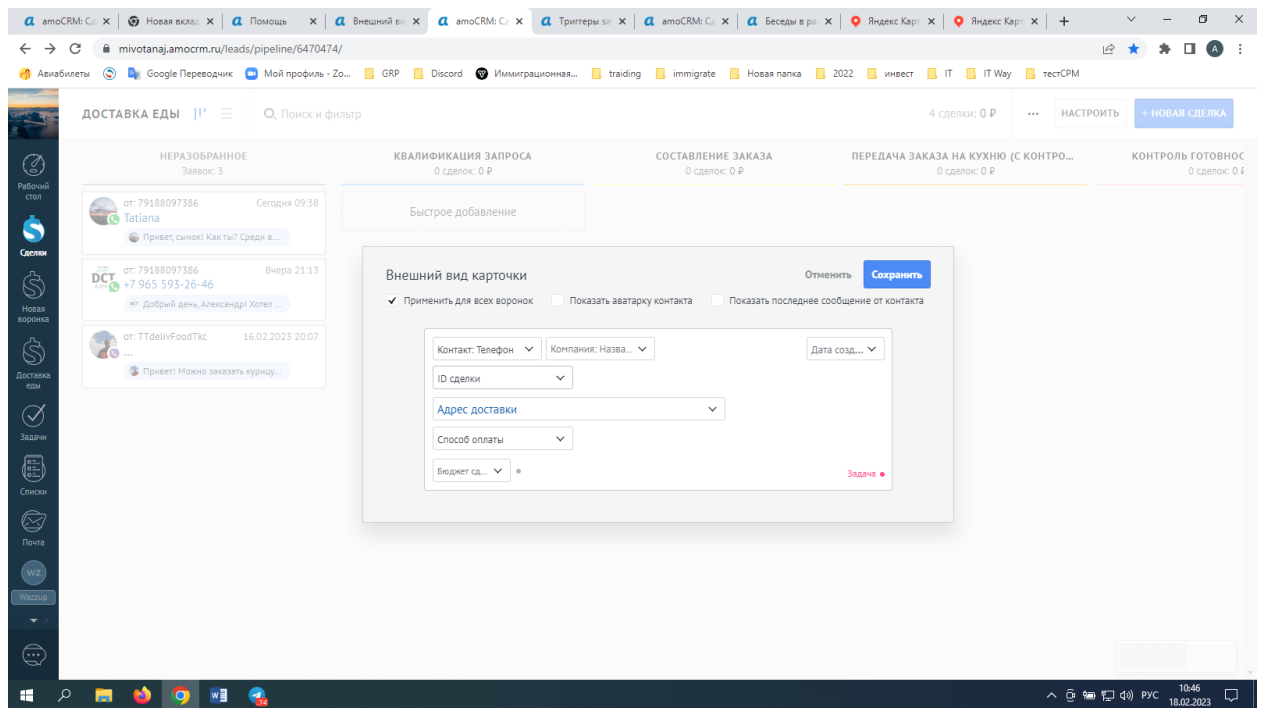 amoCRM: Сд
Новая вклад
Помощь
Внешний ви
amoCRM: Сд
Триггеры sa
amoCRM: Сд
Беседы в ра
Яндекс Карт
Яндекс Карт
mivotanaj.amocrm.ru/leads/pipeline/6470474/
Авиабилеты
Google Переводчик
Мой профиль - Zo...
GRP
Discord
Иммиграционная...
traiding
immigrate
Новая папка
2022
инвест
IT
IT Way
тестСРМ
ДОСТАВКА ЕДЫ
Поиск и фильтр
4 сделки: 0 ₽
НАСТРОИТЬ
+ НОВАЯ СДЕЛКА
НЕРАЗОБРАННОЕ
Заявок: 3
КВАЛИФИКАЦИЯ ЗАПРОСА
0 сделок: 0 ₽
СОСТАВЛЕНИЕ ЗАКАЗА
0 сделок: 0 ₽
ПЕРЕДАЧА ЗАКАЗА НА КУХНЮ (С КОНТРО...
0 сделок: 0 ₽
КОНТРОЛЬ ГОТОВНОС
0 сделок: 0 ₽
Рабочий
стол
Сделки
Новая
воронка
Доставка
еды
Задачи
Списки
Почта
WZ
Wazzup
от: 79188097386
Сегодня 09:38
Tatiana
Привет, сынок! Как ты? Среди в...
от: 79188097386
Вчера 21:13
DCT
+7 965 593-26-46
Добрый день, Александр! Хотел ...
от: TTdelivFoodTkc
16.02.2023 20:07
...
Привет! Можно заказать курицу...
Быстрое добавление
Внешний вид карточки
Отменить
Сохранить
Применить для всех воронок
Показать аватарку контакта
Показать последнее сообщение от контакта
Контакт: Телефон
Компания: Назва...
Дата созд...
ID сделки
Адрес доставки
Способ оплаты
Бюджет сд...
Задача
74
РУС
10:46
18.02.2023